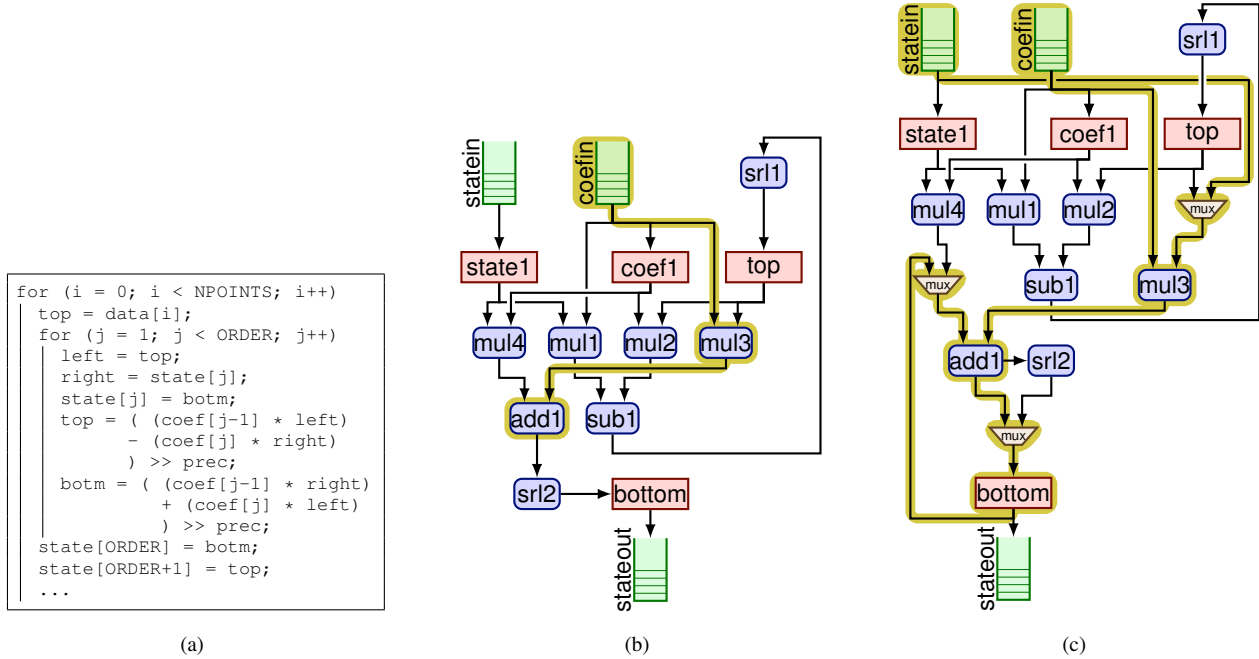 for (i = 0; i < NPOINTS; i++)
top = data[i];
for (j = 1; j < ORDER; j++)
left = top;
right = state[j];
state[j] = botm;
top = ( (coef[j-1] * left)
- (coef[j] * right)
) >> prec;
botm = ( (coef[j-1] * right)
+ (coef[j] * left)
) >> prec;
state[ORDER] = botm;
state[ORDER+1] = top;
...
(a)
statein
coefin
srl1
state1
coef1
top
mul4
mul1
mul2
mul3
add1
sub1
srl2
bottom
stateout
(b)
statein
coefin
srl1
state1
coef1
top
mul4
mul1
mul2
mux
mux
sub1
mul3
add1
srl2
mux
bottom
stateout
(c)